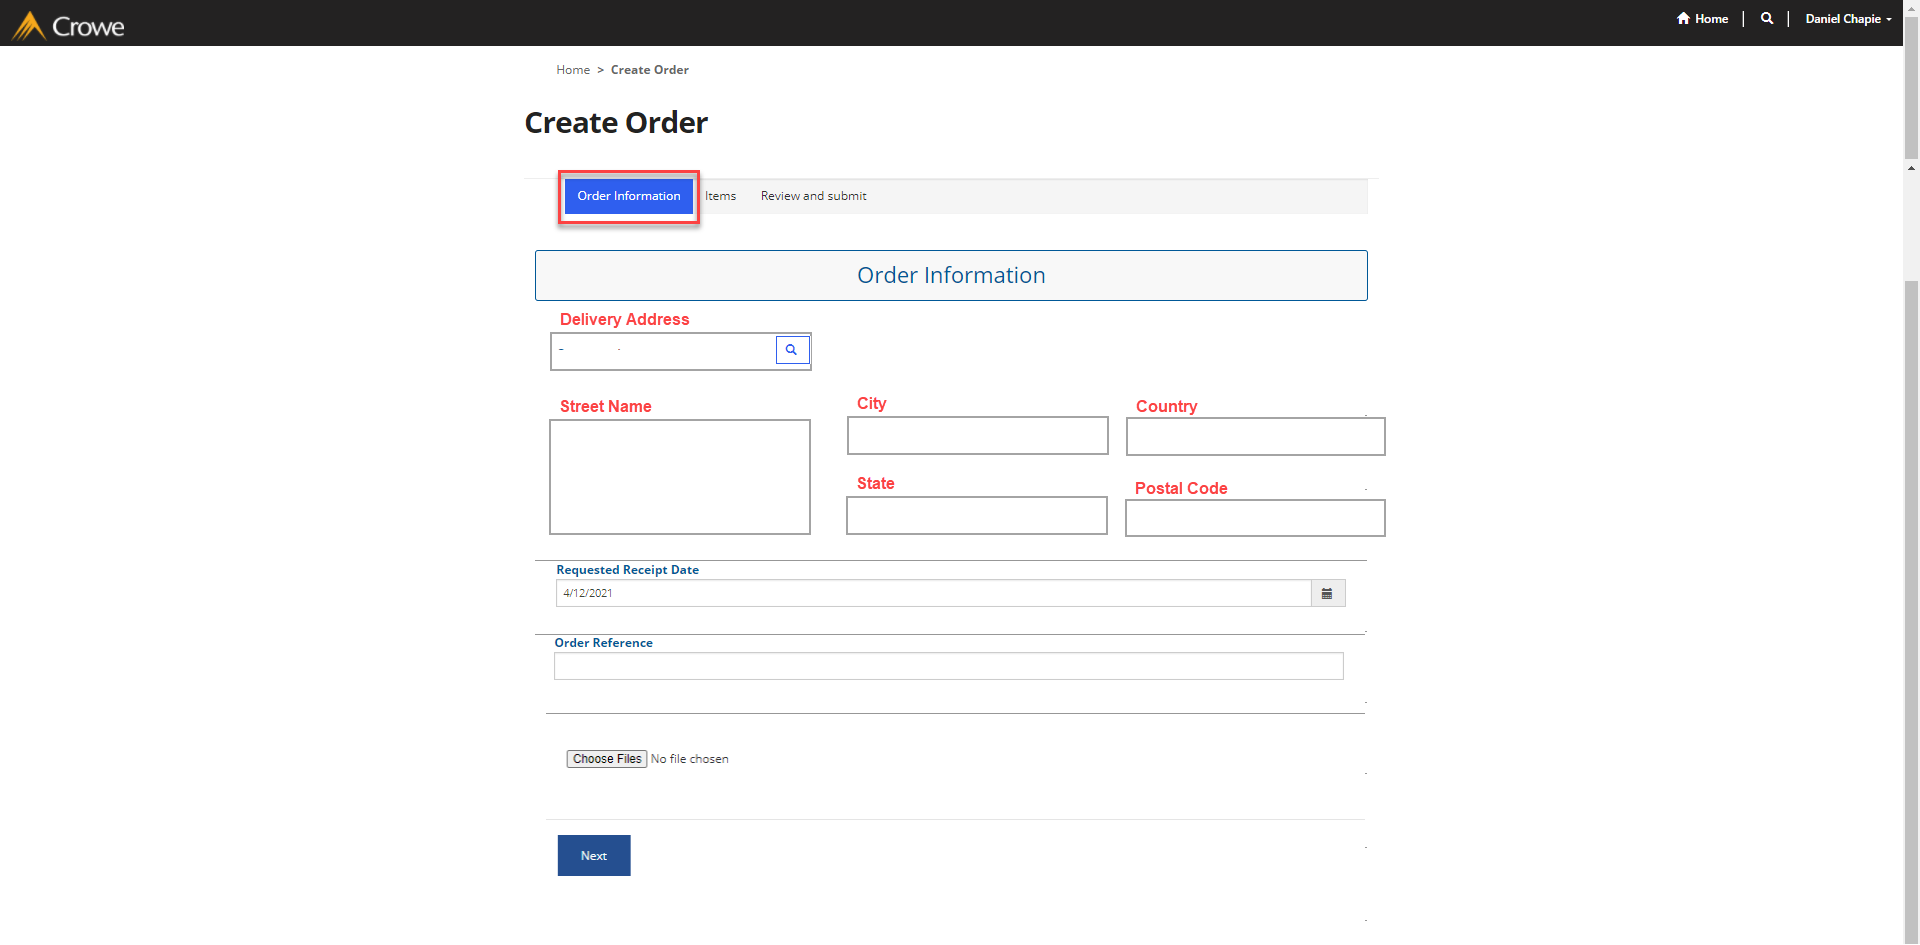 Crowe
Home
Daniel Chapie
Home > Create Order
Create Order
Order Information
Items
Review and submit
Order Information
Delivery Address
Street Name
City
Country
State
Postal Code
Requested Receipt Date
4/12/2021
Order Reference
Choose Files No file chosen
Next